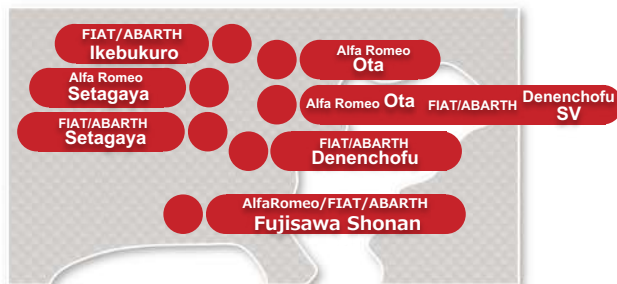 FIAT/ABARTH
Ikebukuro
Alfa Romeo
Setagaya
FIAT/ABARTH
Setagaya
Alfa Romeo
Ota
Alfa Romeo Ota FIAT/ABARTH Denenchofu
SV
FIAT/ABARTH
Denenchofu
AlfaRomeo/FIAT/ABARTH
Fujisawa Shonan